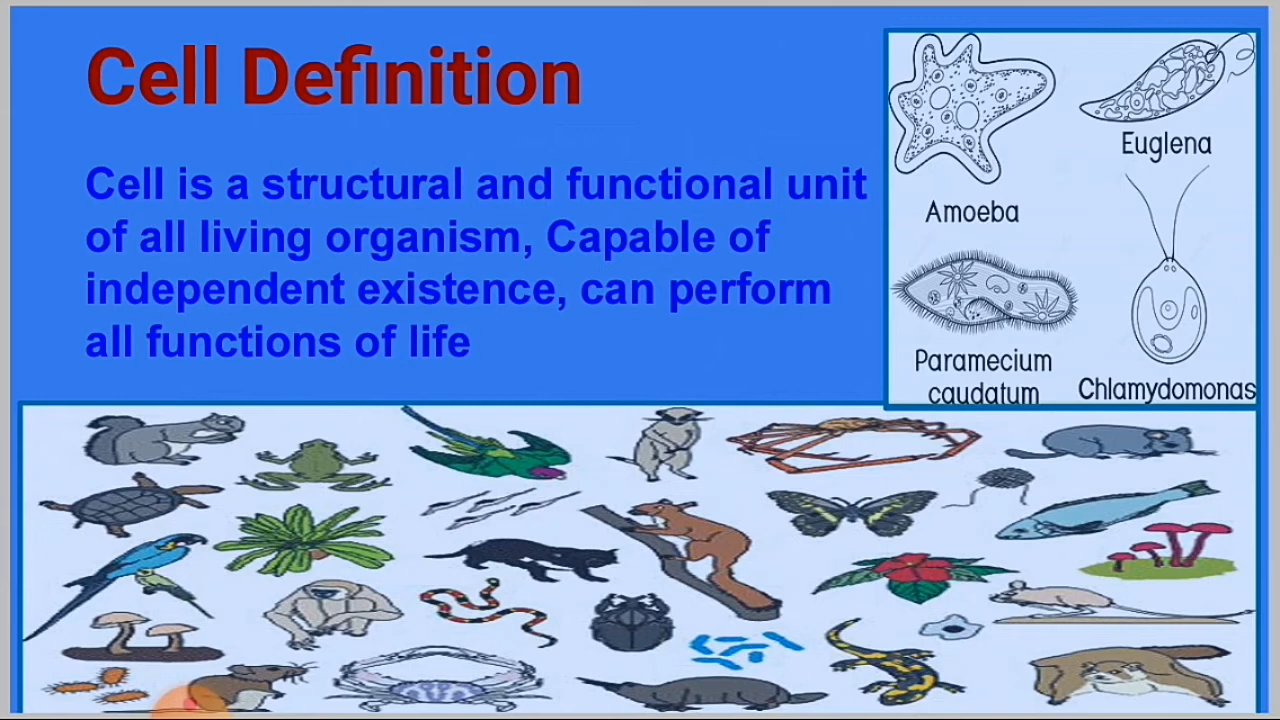 Cell Definition
Cell is a structural and functional unit
of all living organism, Capable of
independent existence, can perform
all functions of life
Euglena
Amoeba
Paramecium
caudatum
Chlamydomonas